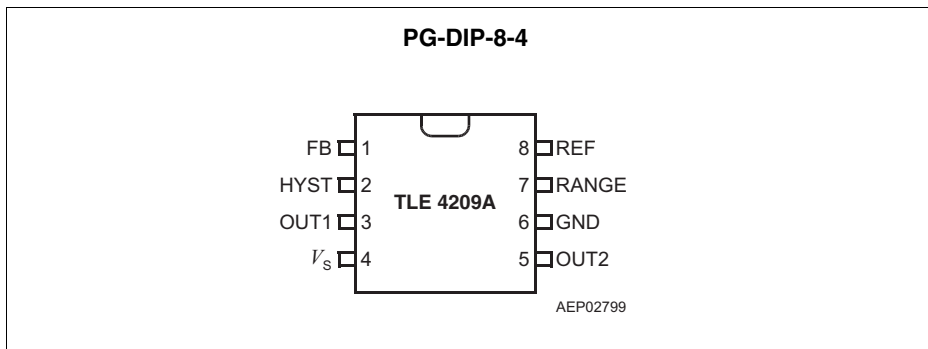 PG-DIP-8-4
FB 1 8 REF
HYST 2 7 RANGE
TLE 4209A
OUT1 3 6 GND
VS 4 5 OUT2
AEP02799